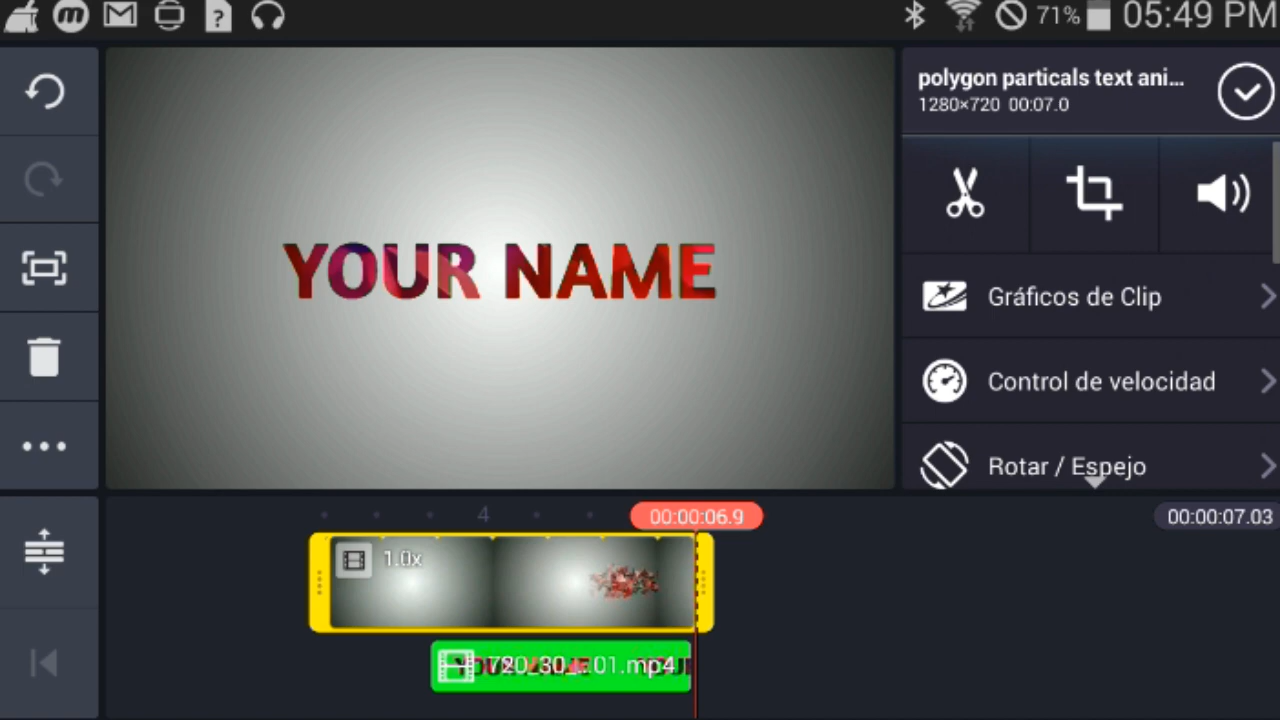 71% 05:49 PM
polygon particals text ani...
1280×720 00:07.0
YOUR NAME
Gráficos de Clip
Control de velocidad
Rotar / Espejo
4
00:00:06.9
00:00:07.03
1.0x
01.mp4